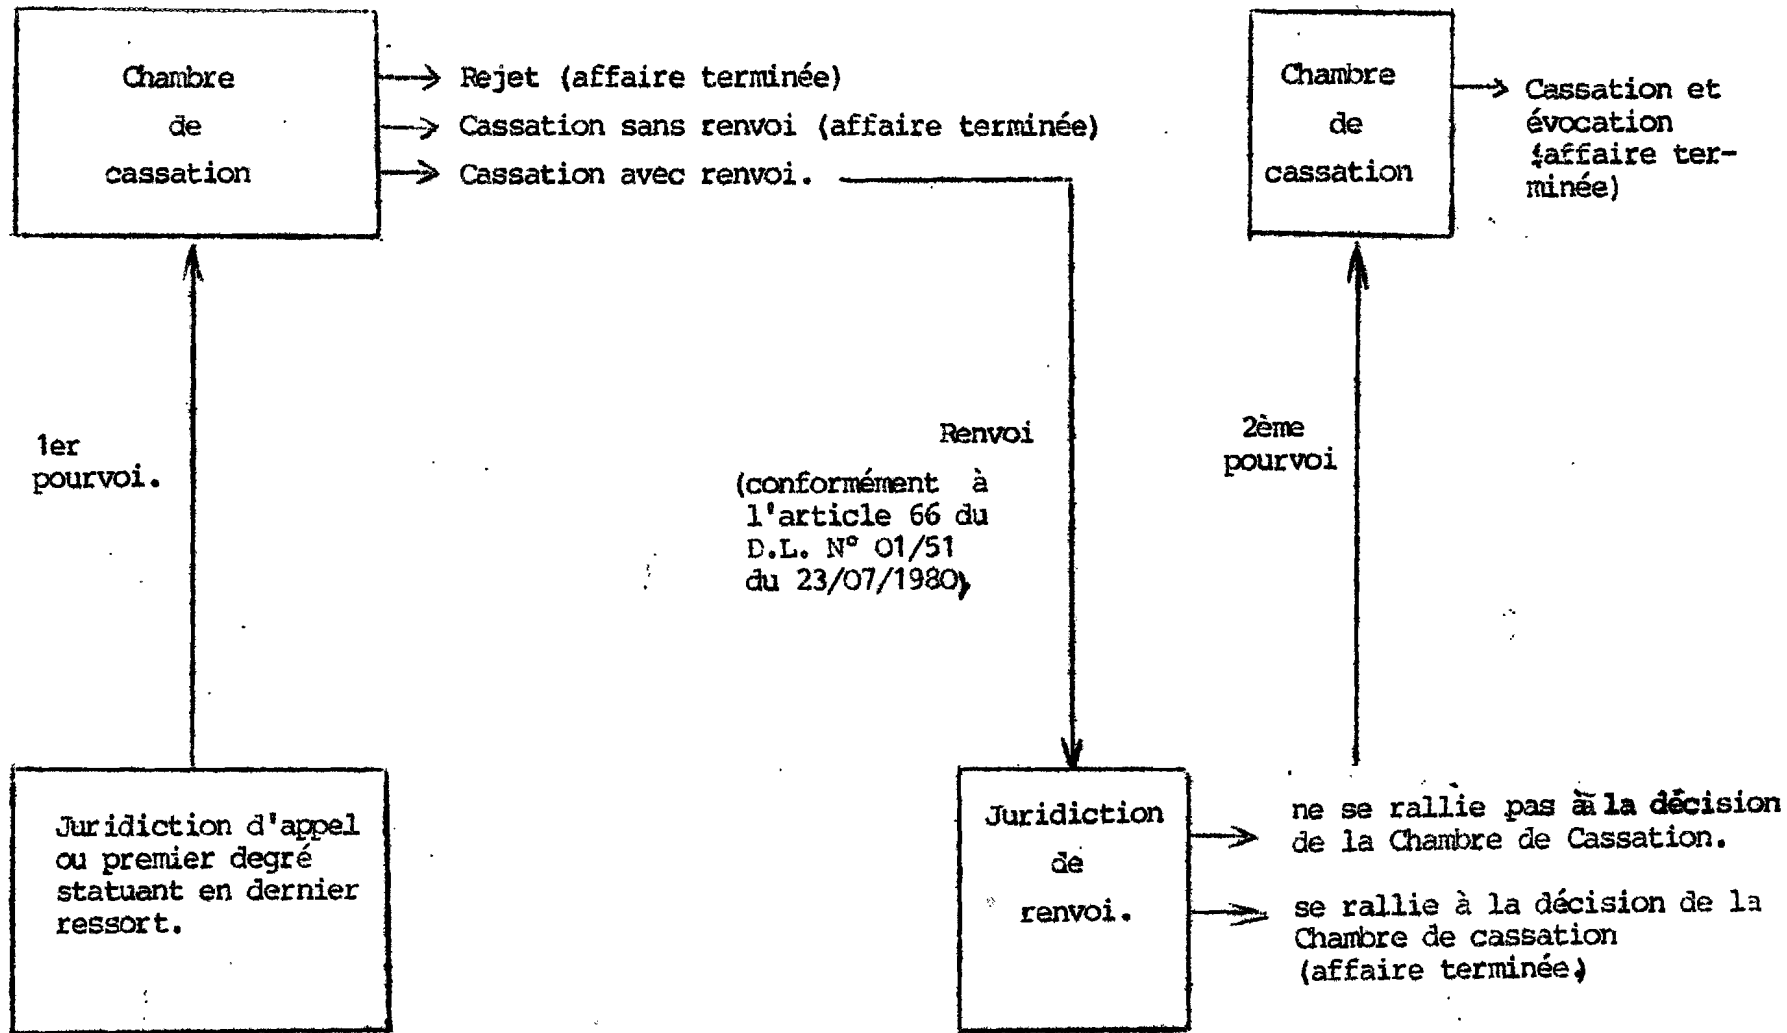 Chambre
de
cassation
Rejet (affaire terminée)
Cassation sans renvoi (affaire terminée)
Cassation avec renvoi.
Chambre
de
cassation
Cassation et
évocation
(affaire ter-
minée)
1er
pourvoi.
Renvoi
(conformément à
l'article 66 du
D.L. N° 01/51
du 23/07/1980)
2ème
pourvoi
Juridiction d'appel
ou premier degré
statuant en dernier
ressort.
Juridiction
de
renvoi.
ne se rallie pas à la décision
de la Chambre de Cassation.
se rallie à la décision de la
Chambre de cassation
(affaire terminée)